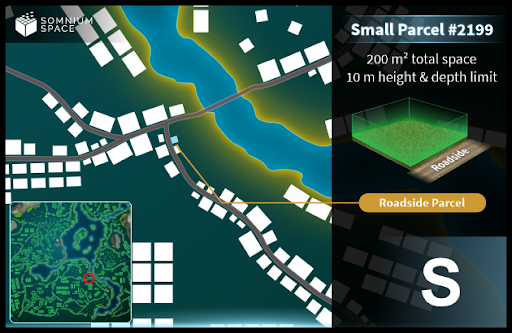 SOMNIUM
SPACE
Small Parcel #2199
200 m² total space
10 m height & depth limit
Roadside
Roadside Parcel
S